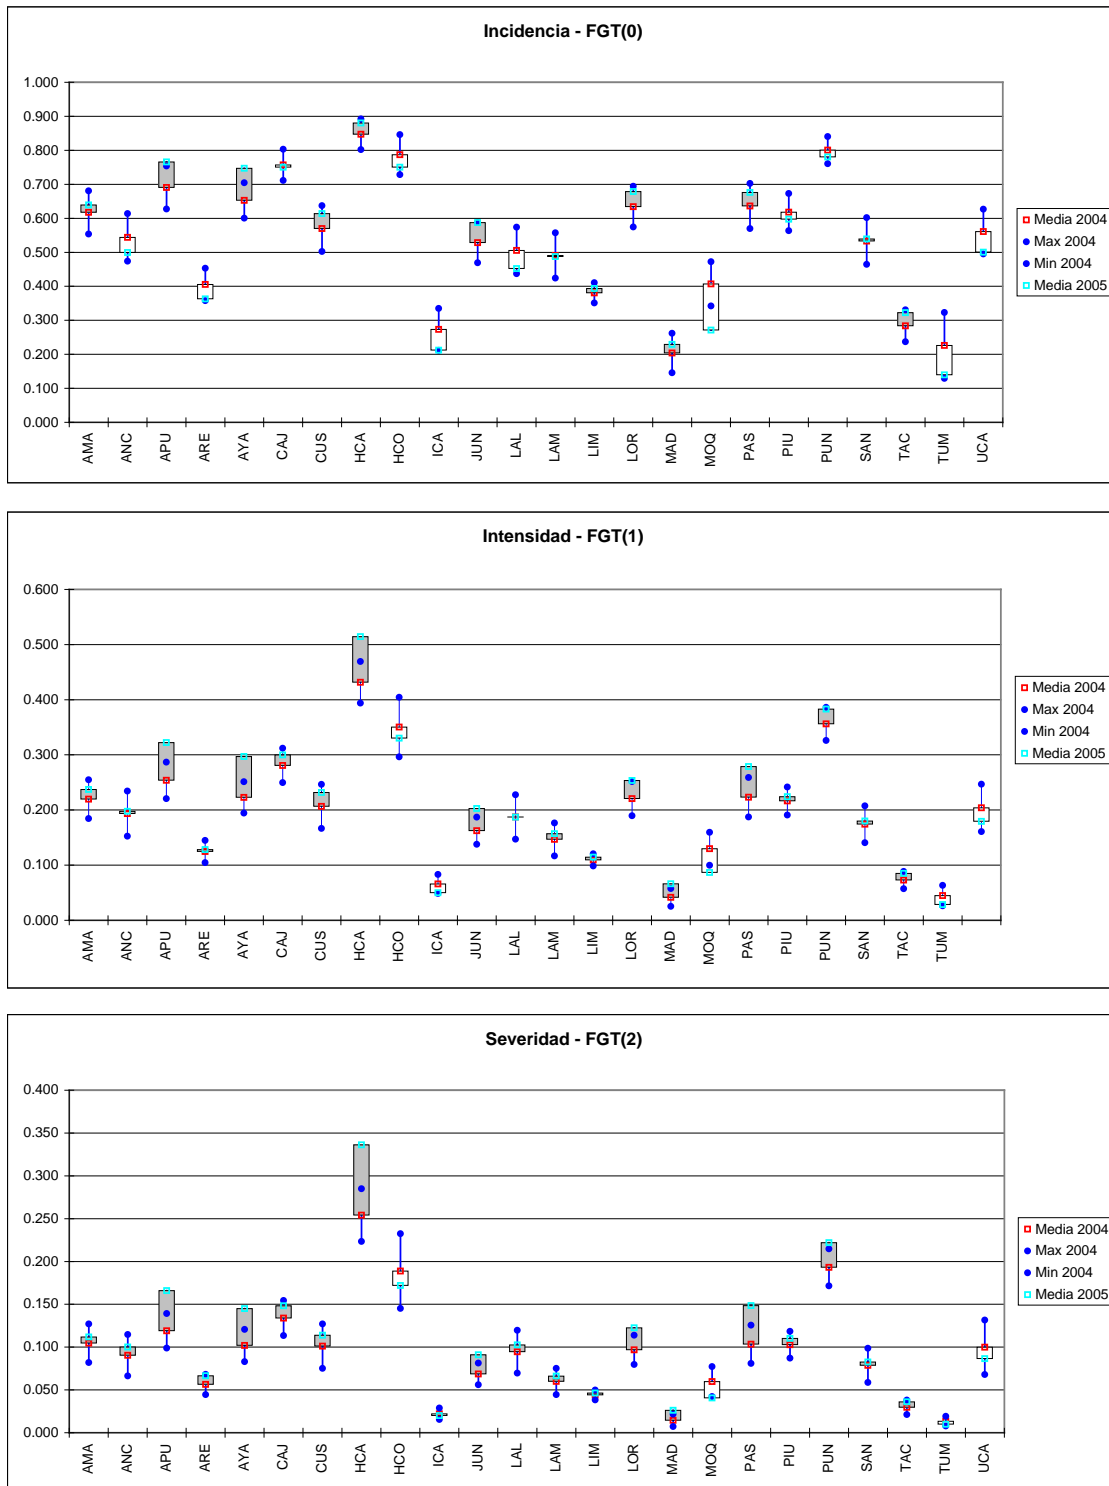 Incidencia - FGT(0)
1.000
0.900
0.800
0.700
0.600
0.500
0.400
0.300
0.200
0.100
0.000
AMA ANC APU ARE AYA CAJ CUS HCA HCO ICA JUN LAL LAM LIM LOR MAD MOQ PAS PIU PUN SAN TAC TUM UCA
Media 2004
Max 2004
Min 2004
Media 2005
Intensidad - FGT(1)
0.600
0.500
0.400
0.300
0.200
0.100
0.000
AMA ANC APU ARE AYA CAJ CUS HCA HCO ICA JUN LAL LAM LIM LOR MAD MOQ PAS PIU PUN SAN TAC TUM
Media 2004
Max 2004
Min 2004
Media 2005
Severidad - FGT(2)
0.400
0.350
0.300
0.250
0.200
0.150
0.100
0.050
0.000
AMA ANC APU ARE AYA CAJ CUS HCA HCO ICA JUN LAL LAM LIM LOR MAD MOQ PAS PIU PUN SAN TAC TUM UCA
Media 2004
Max 2004
Min 2004
Media 2005